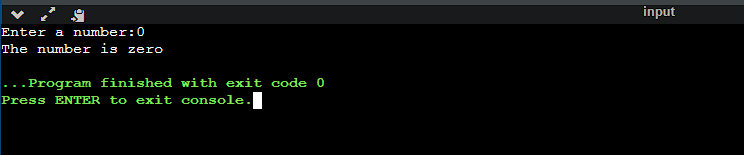 input
Enter a number:0
The number is zero
...Program finished with exit code 0
Press ENTER to exit console.